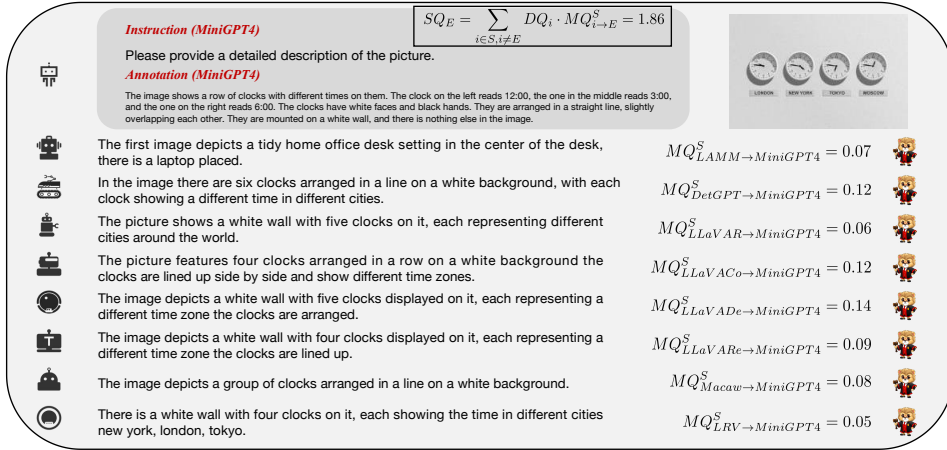 Instruction (MiniGPT4)
SQ_E = \sum_{i∈S,i≠E} DQ_i · MQ^S_{i→E} = 1.86
Please provide a detailed description of the picture.
Annotation (MiniGPT4)
The image shows a row of clocks with different times on them. The clock on the left reads 12:00, the one in the middle reads 3:00,
and the one on the right reads 6:00. The clocks have white faces and black hands. They are arranged in a straight line, slightly
overlapping each other. They are mounted on a white wall, and there is nothing else in the image.
LONDON NEW YORK TOKYO MOSCOW
The first image depicts a tidy home office desk setting in the center of the desk,
there is a laptop placed.
MQ^S_{LAMM→MiniGPT4} = 0.07
In the image there are six clocks arranged in a line on a white background, with each
clock showing a different time in different cities.
MQ^S_{DetGPT→MiniGPT4} = 0.12
The picture shows a white wall with five clocks on it, each representing different
cities around the world.
MQ^S_{LLaVAR→MiniGPT4} = 0.06
The picture features four clocks arranged in a row on a white background the
clocks are lined up side by side and show different time zones.
MQ^S_{LLaVACo→MiniGPT4} = 0.12
The image depicts a white wall with five clocks displayed on it, each representing a
different time zone the clocks are arranged.
MQ^S_{LLaVADe→MiniGPT4} = 0.14
The image depicts a white wall with four clocks displayed on it, each representing a
different time zone the clocks are lined up.
MQ^S_{LLaVARe→MiniGPT4} = 0.09
The image depicts a group of clocks arranged in a line on a white background.
MQ^S_{Macaw→MiniGPT4} = 0.08
There is a white wall with four clocks on it, each showing the time in different cities
new york, london, tokyo.
MQ^S_{LRV→MiniGPT4} = 0.05
T